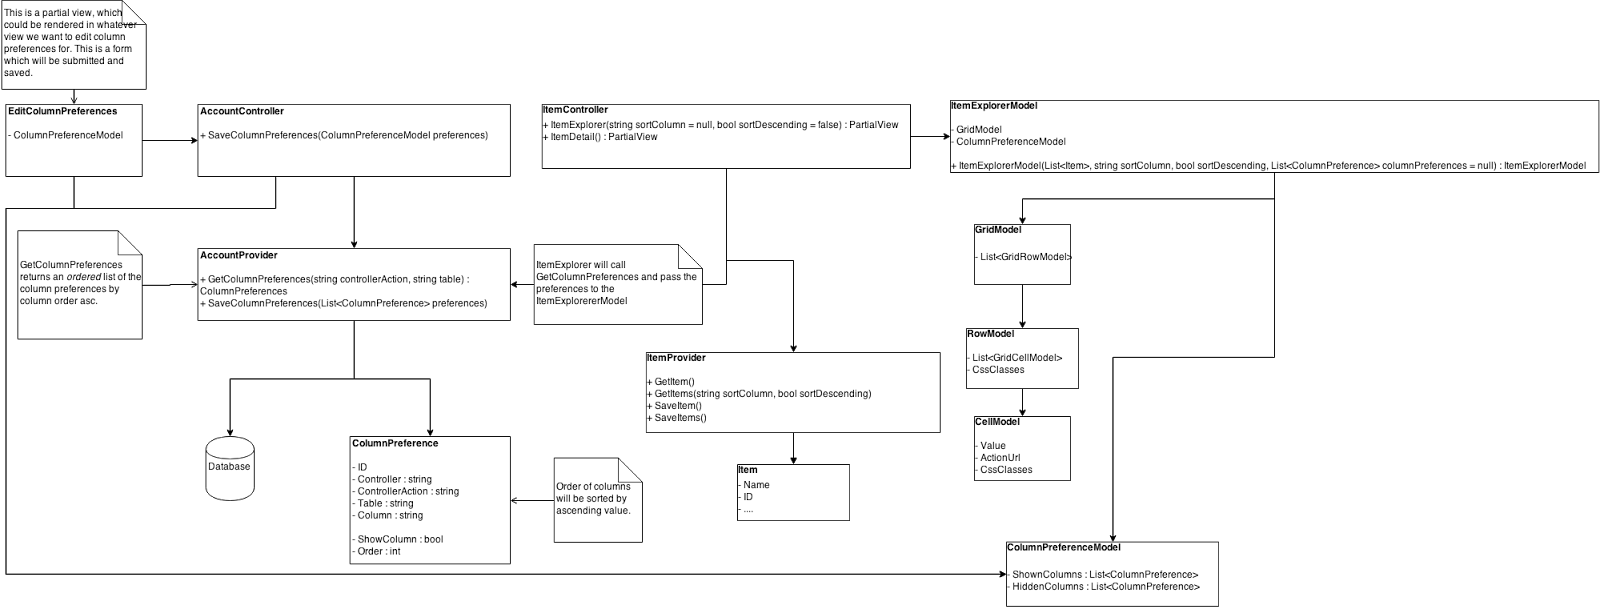 This is a partial view, which
could be rendered in whatever
view we want to edit column
preferences for. This is a form
which will be submitted and
saved.
EditColumnPreferences
- ColumnPreferenceModel
AccountController
+ SaveColumnPreferences(ColumnPreferenceModel preferences)
ItemController
+ ItemExplorer(string sortColumn = null, bool sortDescending = false) : PartialView
+ ItemDetail() : PartialView
ItemExplorerModel
- GridModel
- ColumnPreferenceModel
+ ItemExplorerModel(List<Item>, string sortColumn, bool sortDescending, List<ColumnPreference> columnPreferences = null) : ItemExplorerModel
GetColumnPreferences
returns an ordered list of the
column preferences by
column order asc.
AccountProvider
+ GetColumnPreferences(string controllerAction, string table) :
ColumnPreferences
+ SaveColumnPreferences(List<ColumnPreference> preferences)
ItemExplorer will call
GetColumnPreferences and pass the
preferences to the
ItemExplorererModel
GridModel
- List<GridRowModel>
RowModel
- List<GridCellModel>
- CssClasses
ItemProvider
+ GetItem()
+ GetItems(string sortColumn, bool sortDescending)
+ SaveItem()
+ SaveItems()
CellModel
- Value
- ActionUrl
- CssClasses
Database
ColumnPreference
- ID
- Controller : string
- ControllerAction : string
- Table : string
- Column : string
- ShowColumn : bool
- Order : int
Order of columns
will be sorted by
ascending value.
Item
- Name
- ID
- ....
ColumnPreferenceModel
- ShownColumns : List<ColumnPreference>
- HiddenColumns : List<ColumnPreference>